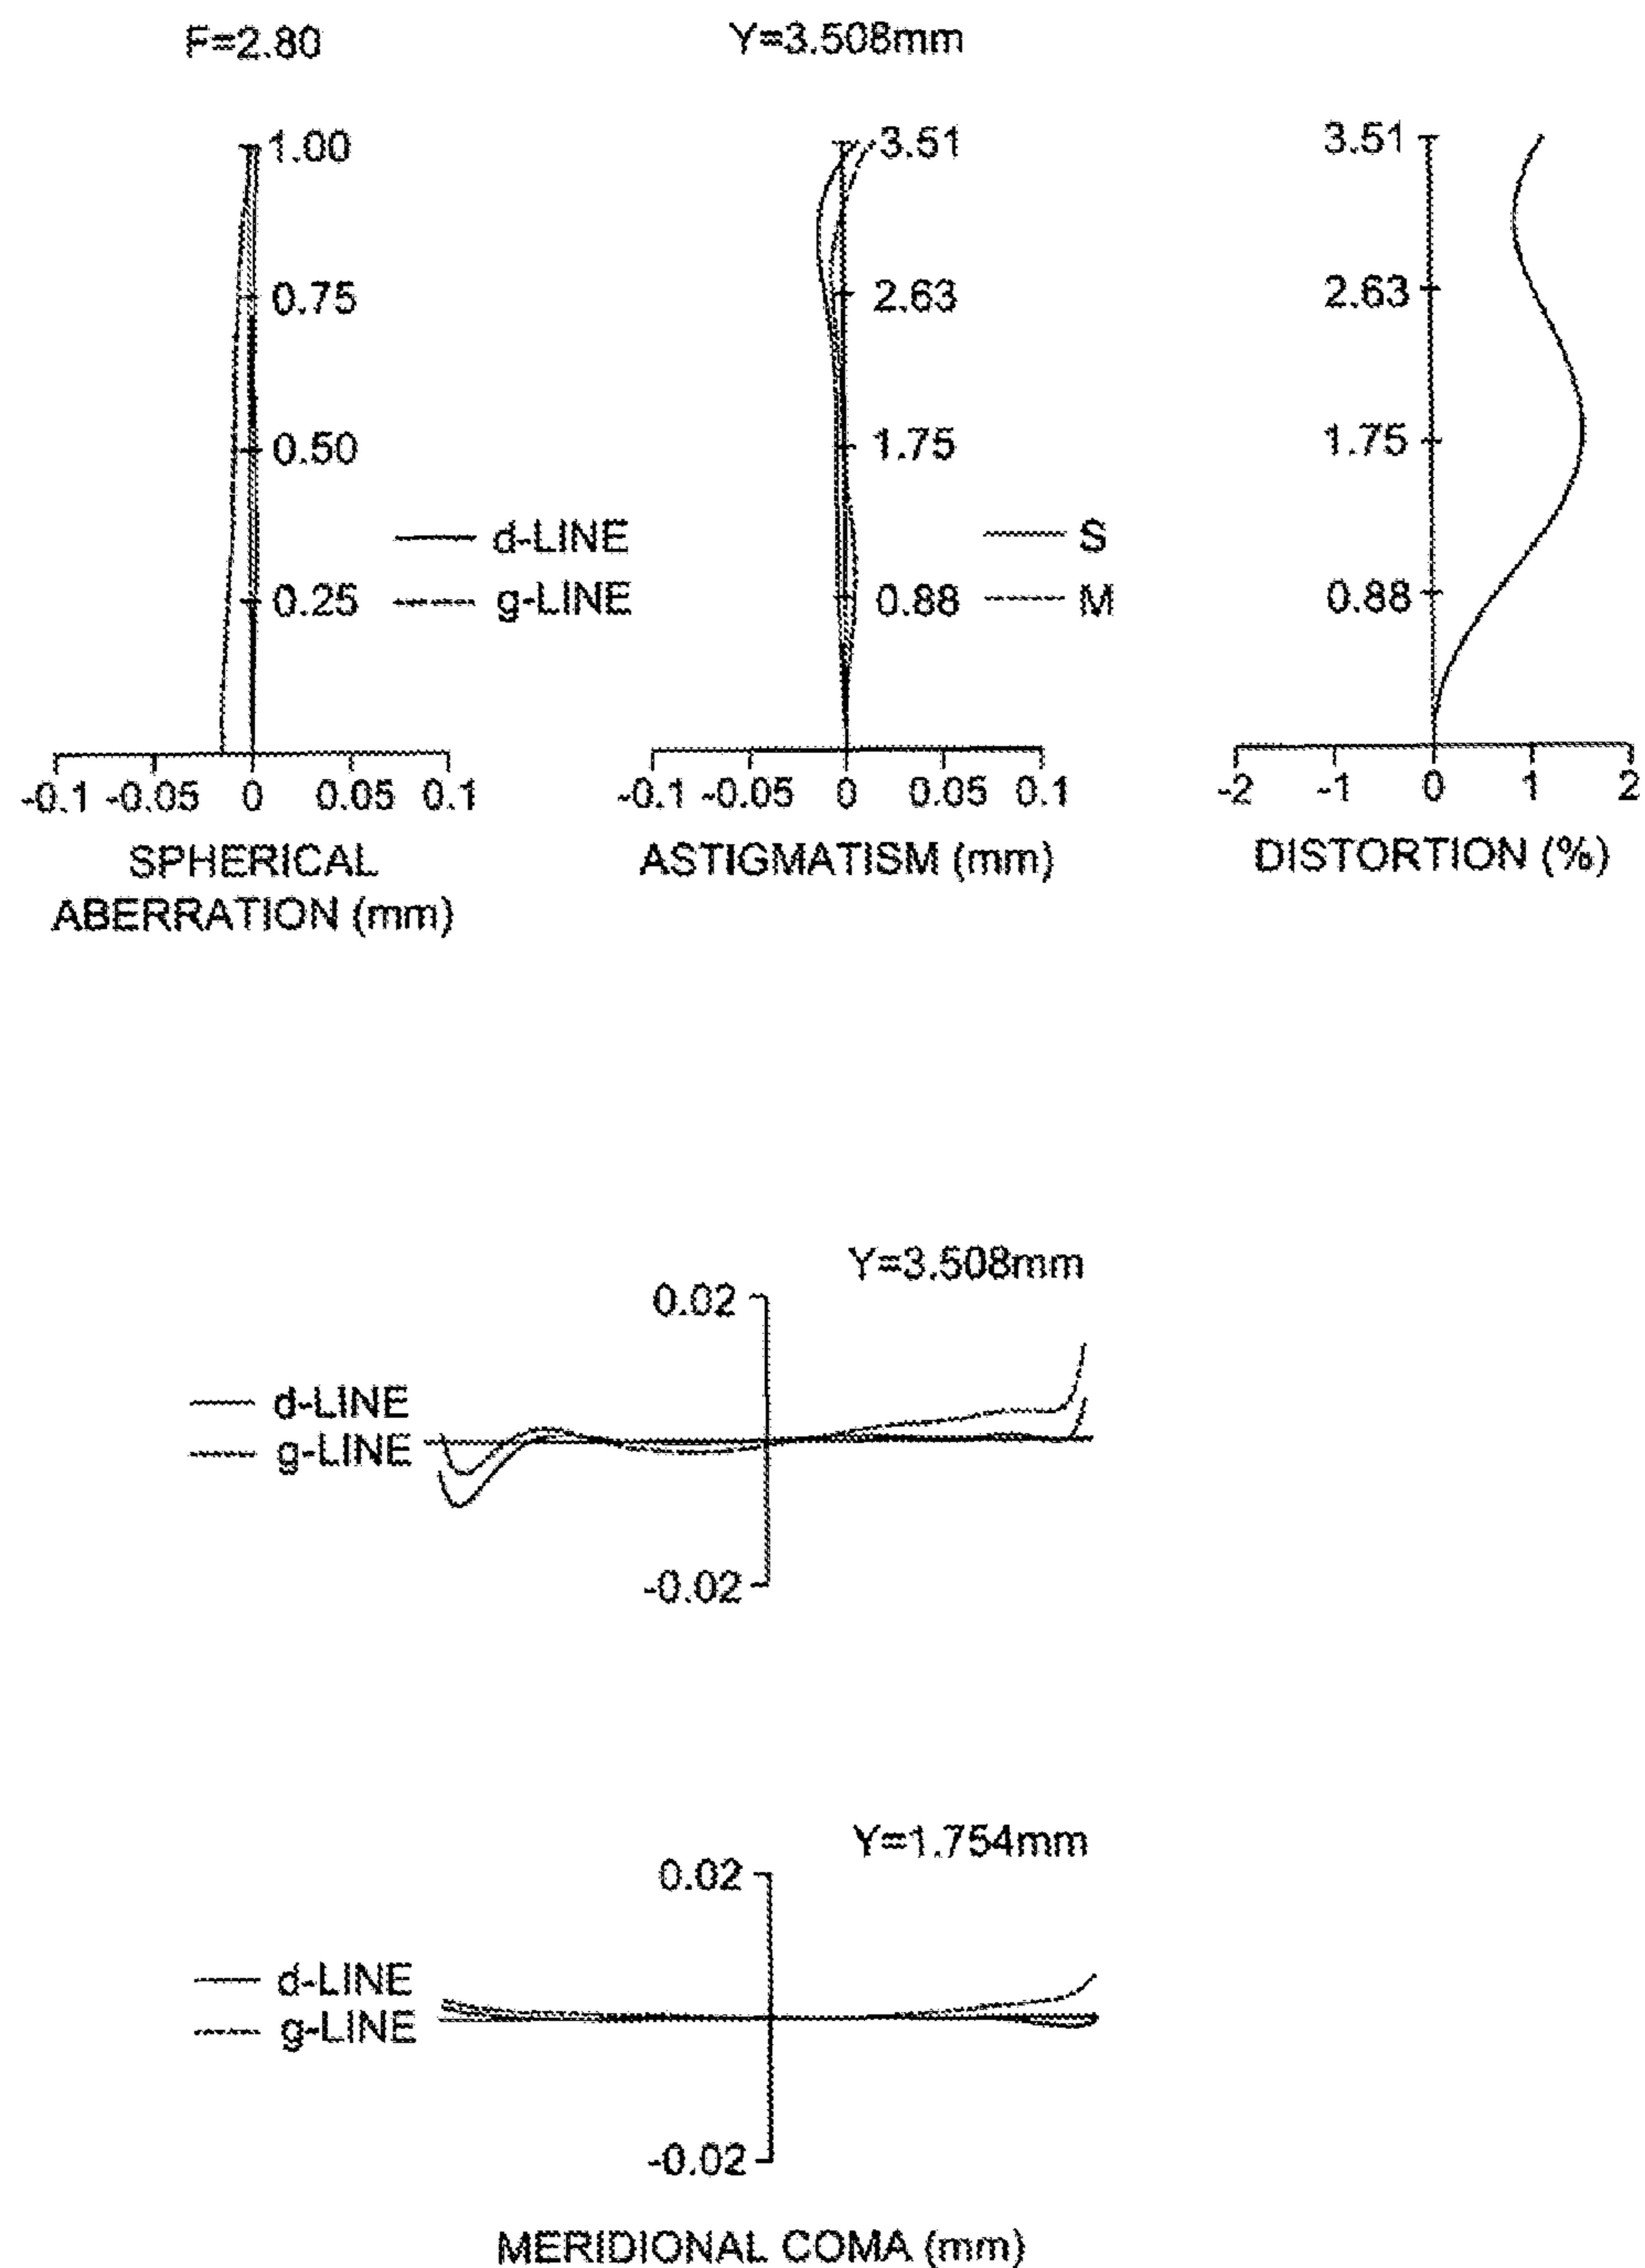 F=2.80
1.00
0.75
0.50
0.25
d-LINE
g-LINE
-0.1 -0.05 0 0.05 0.1
SPHERICAL
ABERRATION (mm)
Y=3.508mm
3.51
2.63
1.75
0.88
S
M
-0.1 -0.05 0 0.05 0.1
ASTIGMATISM (mm)
3.51
2.63
1.75
0.88
-2 -1 0 1 2
DISTORTION (%)
Y=3.508mm
0.02
d-LINE
g-LINE
-0.02
Y=1.754mm
0.02
d-LINE
g-LINE
-0.02
MERIDIONAL COMA (mm)